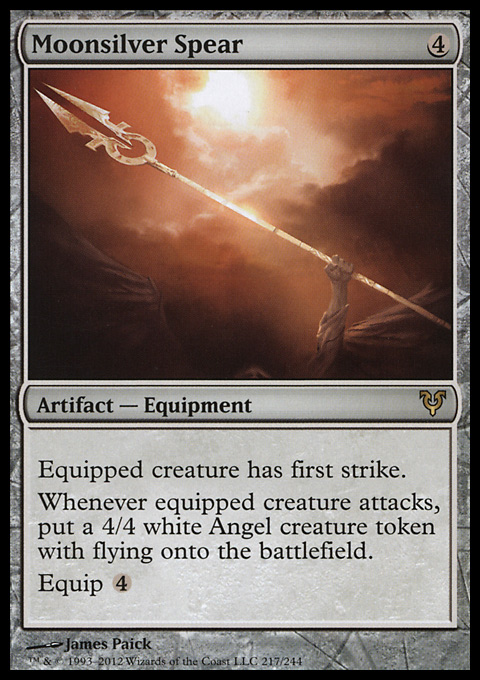 Moonsilver Spear 4
Artifact — Equipment
Equipped creature has first strike.
Whenever equipped creature attacks,
put a 4/4 white Angel creature token
with flying onto the battlefield.
Equip 4
James Paick
™ & © 1993–2012 Wizards of the Coast LLC 217/244